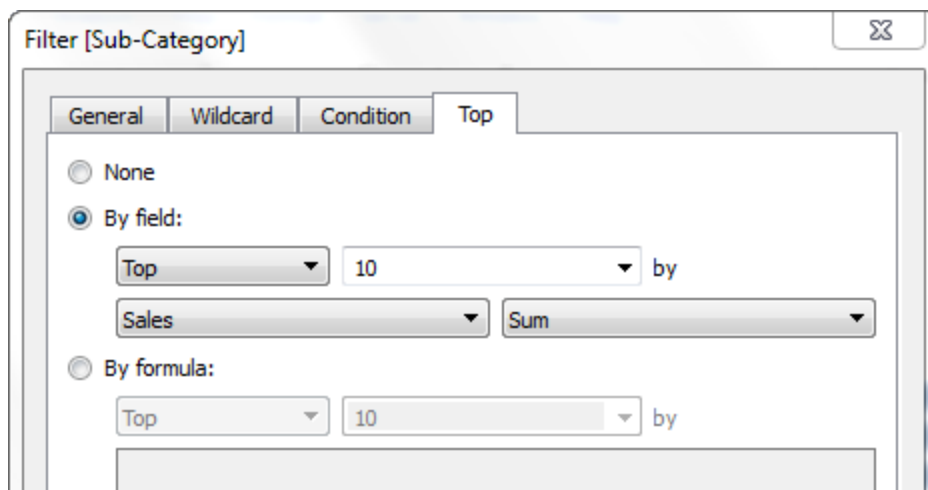 Filter [Sub-Category]
General Wildcard Condition Top
None
By field:
Top 10 by
Sales Sum
By formula:
Top 10 by